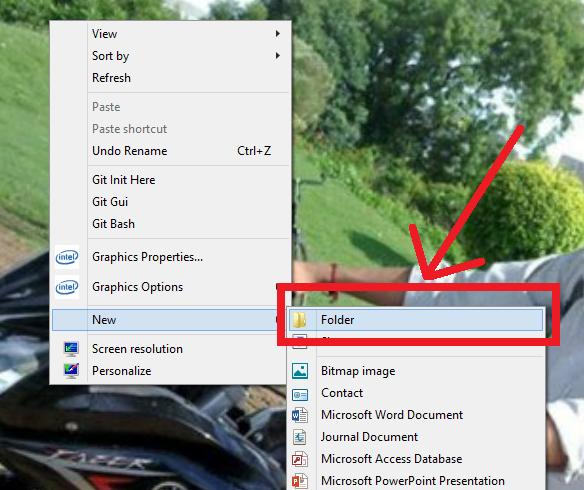 View
Sort by
Refresh
Paste
Paste shortcut
Undo Rename Ctrl+Z
Git Init Here
Git Gui
Git Bash
intel Graphics Properties...
intel Graphics Options
New
Screen resolution
Personalize
Folder
Bitmap image
Contact
Microsoft Word Document
Journal Document
Microsoft Access Database
Microsoft PowerPoint Presentation